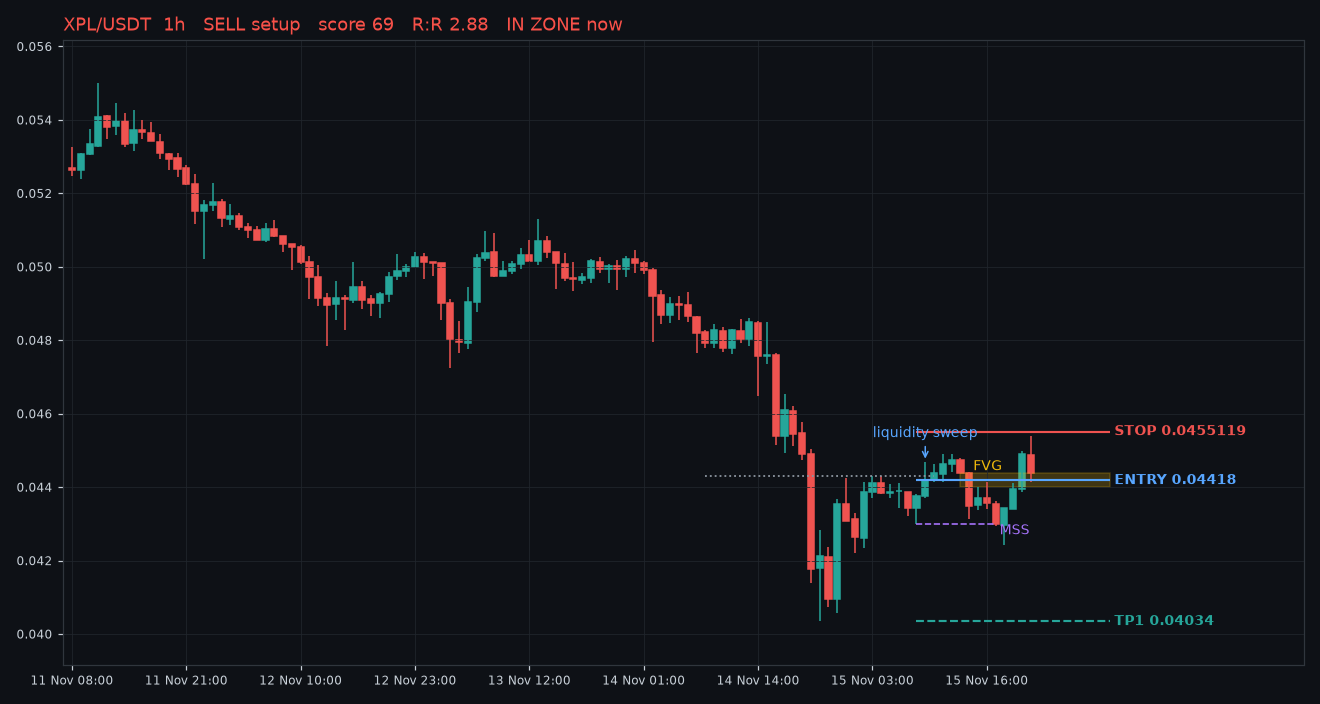 XPL/USDT  1h   SELL setup   score 69   R:R 2.88   IN ZONE now
0.056
0.054
0.052
0.050
0.048
0.046
0.044
0.042
0.040
liquidity sweep
STOP 0.0455119
FVG
ENTRY 0.04418
MSS
TP1 0.04034
11 Nov 08:00
11 Nov 21:00
12 Nov 10:00
12 Nov 23:00
13 Nov 12:00
14 Nov 01:00
14 Nov 14:00
15 Nov 03:00
15 Nov 16:00